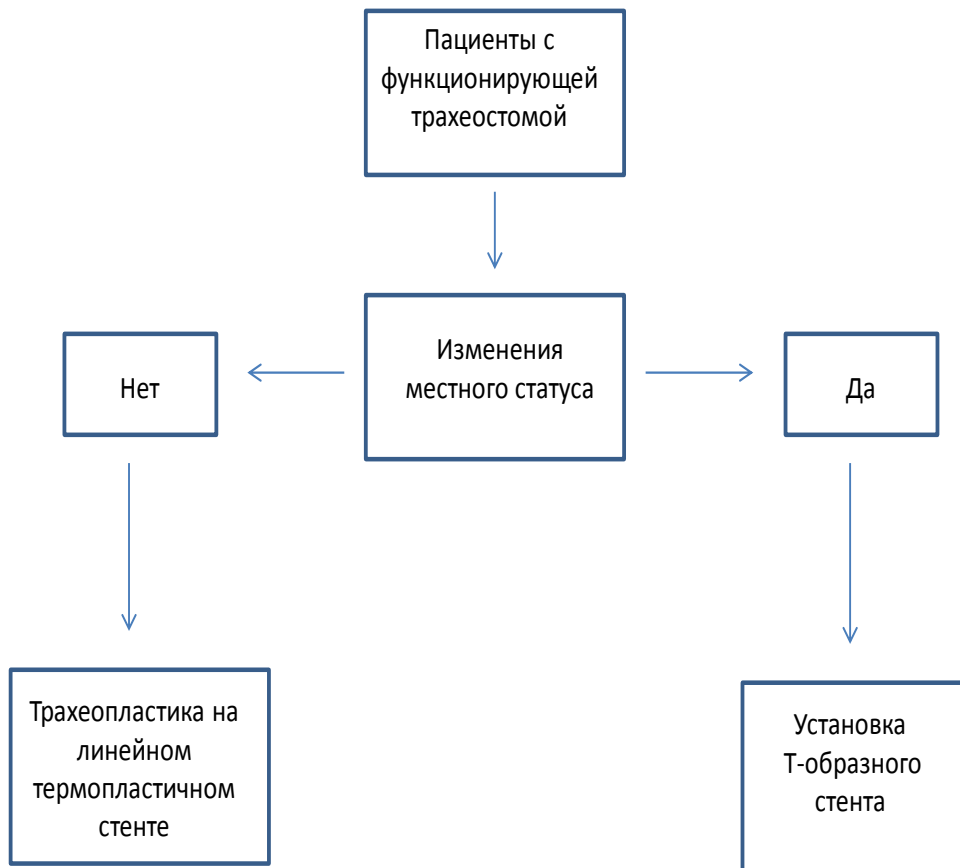 Пациенты с
функционирующей
трахеостомой
Изменения
местного статуса
Нет
Да
Трахеопластика на
линейном
термопластичном
стенте
Установка
Т-образного
стента